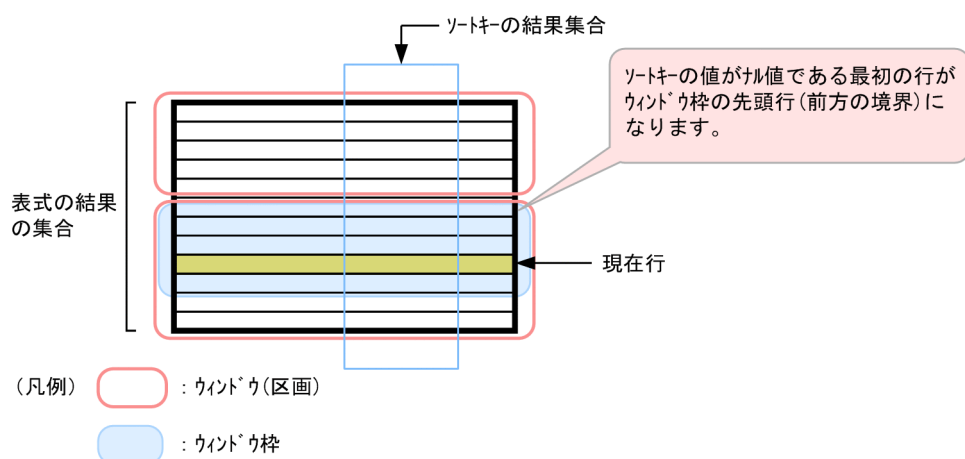 ｿｰﾄｷｰの結果集合
ｿｰﾄｷｰの値がﾅﾙ値である最初の行が
ｳｨﾝﾄﾞｳ枠の先頭行(前方の境界)に
なります。
表式の結果
の集合
現在行
(凡例)
：ｳｨﾝﾄﾞｳ(区画)
：ｳｨﾝﾄﾞｳ枠